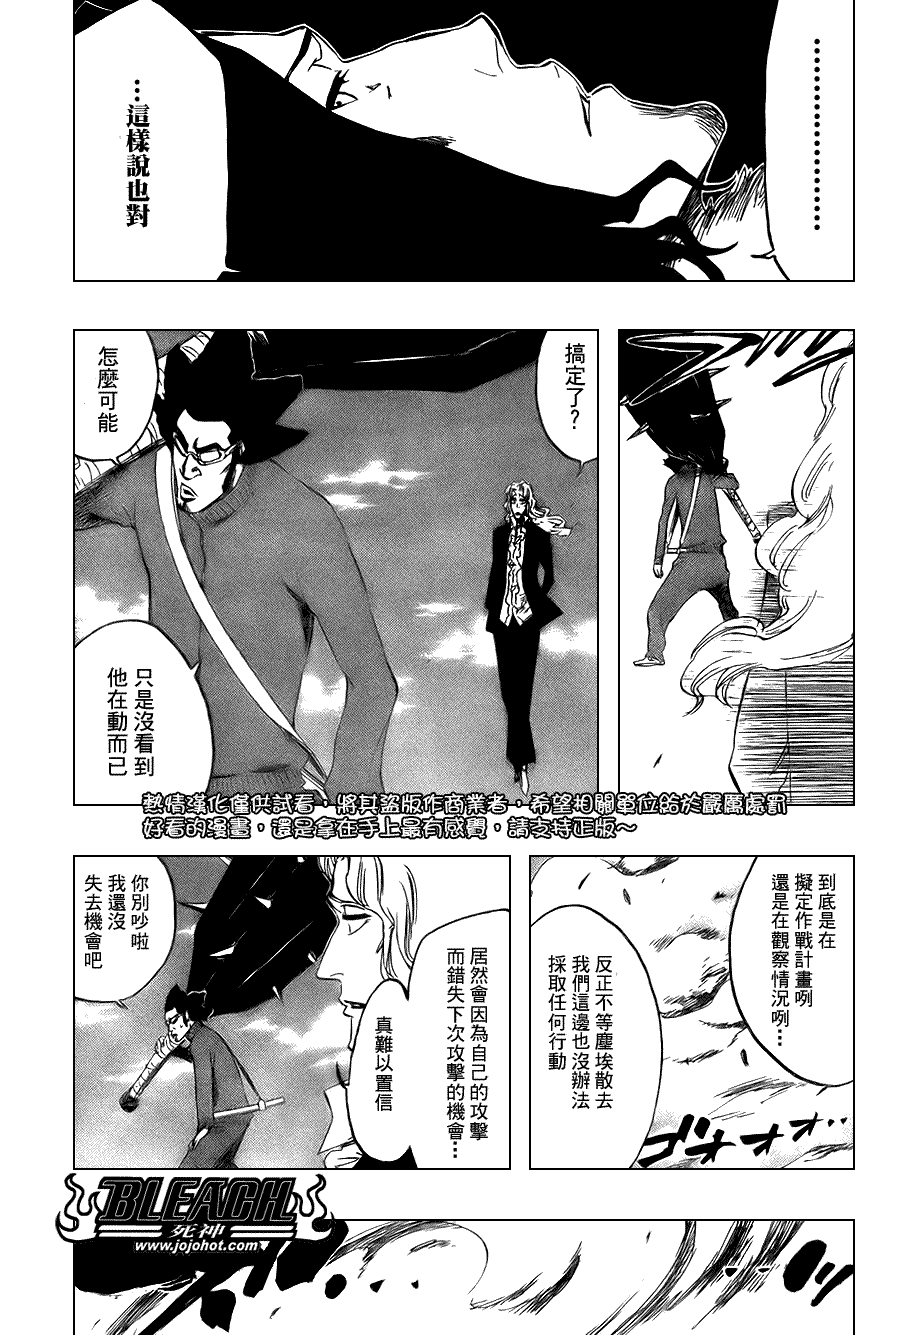 ⋯⋯⋯⋯⋯⋯
…這樣說也對
搞定了?
怎麼可能
只是沒看到
他在動而已
熱情漢化僅供試看，將其盜版作商業者，希望相關單位給於嚴厲處罰
好看的漫畫，還是拿在手上最有感覺，請支持正版～
到底是在
擬定作戰計畫咧
還是在觀察情況咧…
反正不等塵埃散去
我們這邊也沒辦法
採取任何行動
ゴオオオ
居然會因為自己的攻擊
而錯失下次攻擊的機會…
真難以置信
你別吵啦
我還沒
失去機會吧
BLEACH
死神
www.jojohot.com